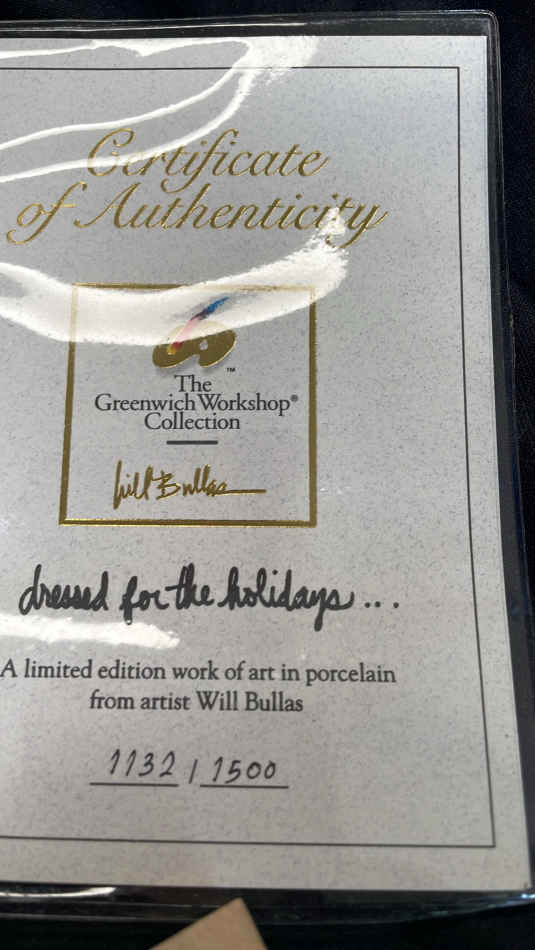 Certificate
of Authenticity
™
The
Greenwich Workshop®
Collection
Will Bullas
dressed for the holidays...
A limited edition work of art in porcelain
from artist Will Bullas
1132 / 1500